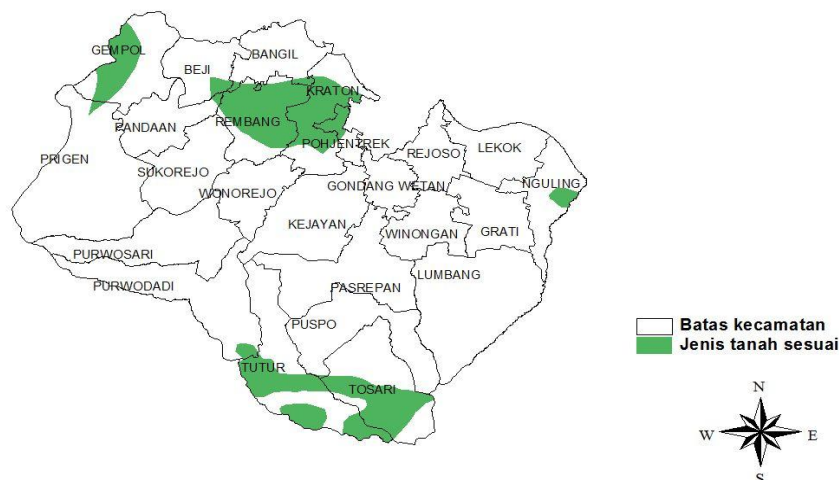 GEMPOL
BANGIL
BEJI
KRATON
REMBANG
PANDAAN
POHJENTREK
LEKOK
REJOSO
PRIGEN
SUKOREJO
NGULING
WONOREJO
GONDANG WETAN
KEJAYAN
WINONGAN
GRATI
PURWOSARI
LUMBANG
PURWODADI
PASREPAN
PUSPO
TUTUR
TOSARI
Batas kecamatan
Jenis tanah sesuai
N
W
E
S